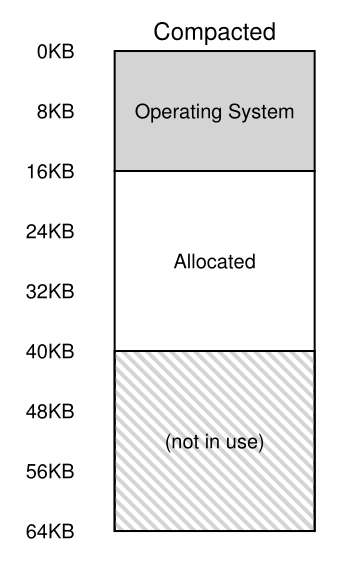 Compacted
0KB
8KB
Operating System
16KB
24KB
Allocated
32KB
40KB
48KB
(not in use)
56KB
64KB